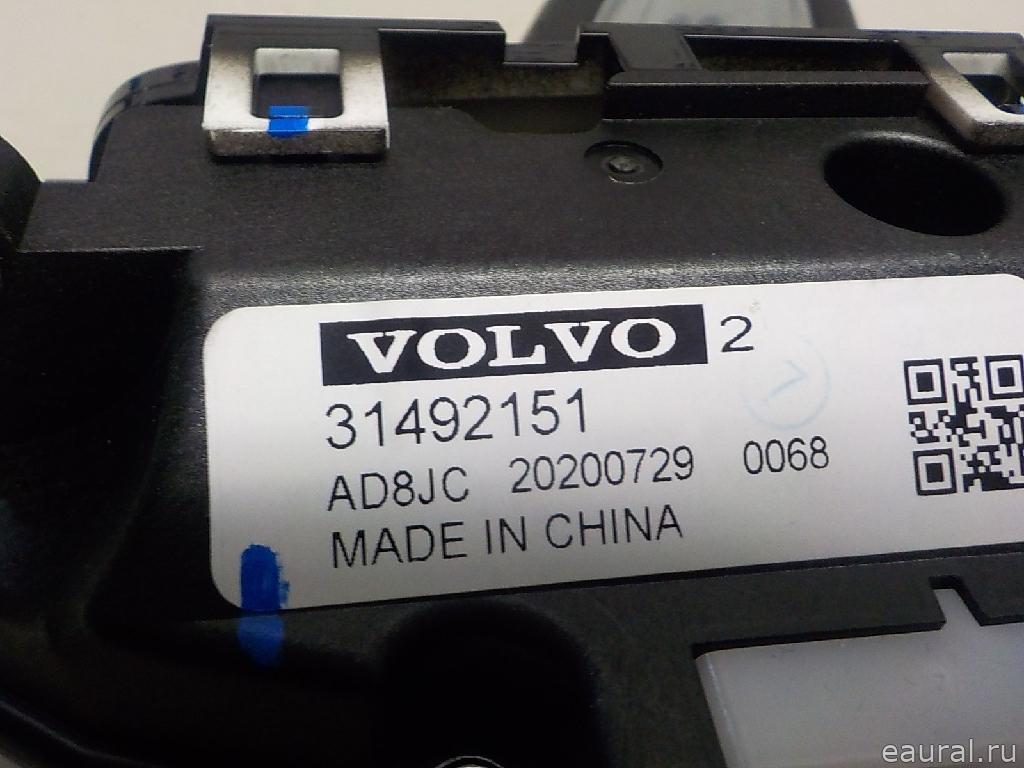 VOLVO 2
31492151
AD8JC 20200729 0068
MADE IN CHINA
eaural.ru